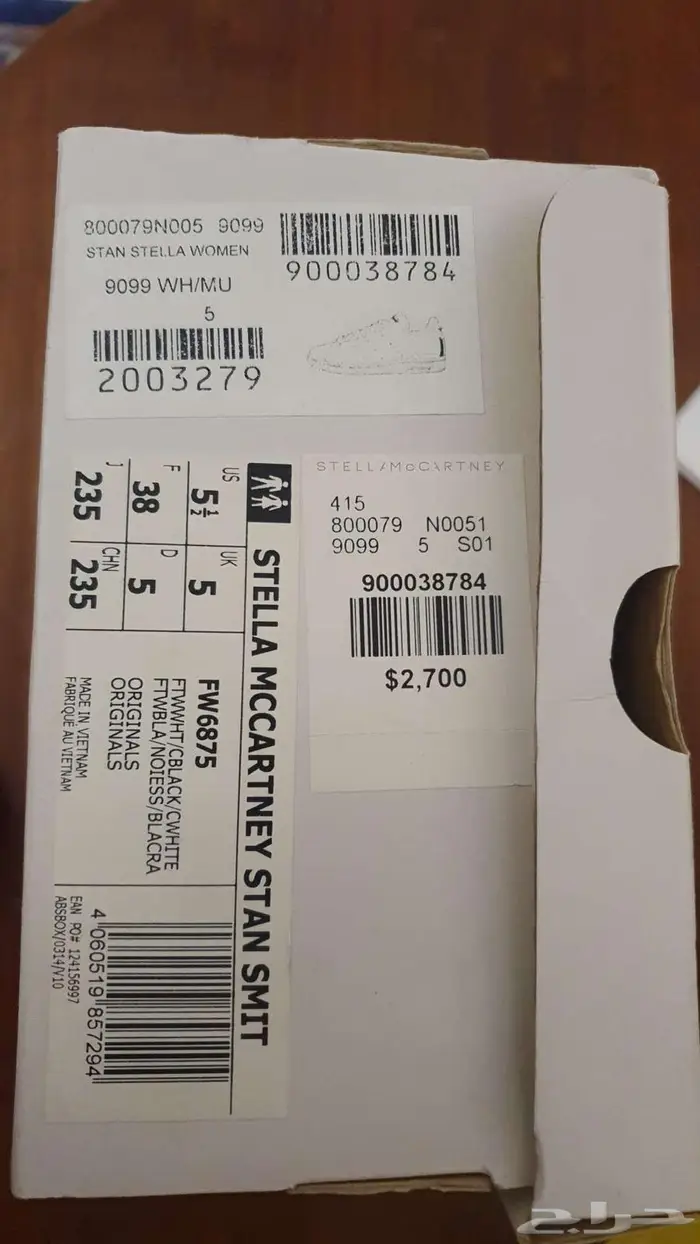 800079N005 9099
STAN STELLA WOMEN
9099 WH/MU
5
2003279
900038784
STELLA McCARTNEY
415
800079 N0051
9099 5 S01
900038784
$2,700
STELLA MCCARTNEY STAN SMIT
US 5½ UK 5
F 38 D 5
J 235 CHN 235
FW6875
FTWWHT/CBLACK/CWHITE
FTWBLA/NOIESS/BLACRA
ORIGINALS
ORIGINALS
MADE IN VIETNAM
FABRIQUÉ AU VIETNAM
4 060519 857294
EAN PO# 124156997
ABSBOX/0314/V10
حراج